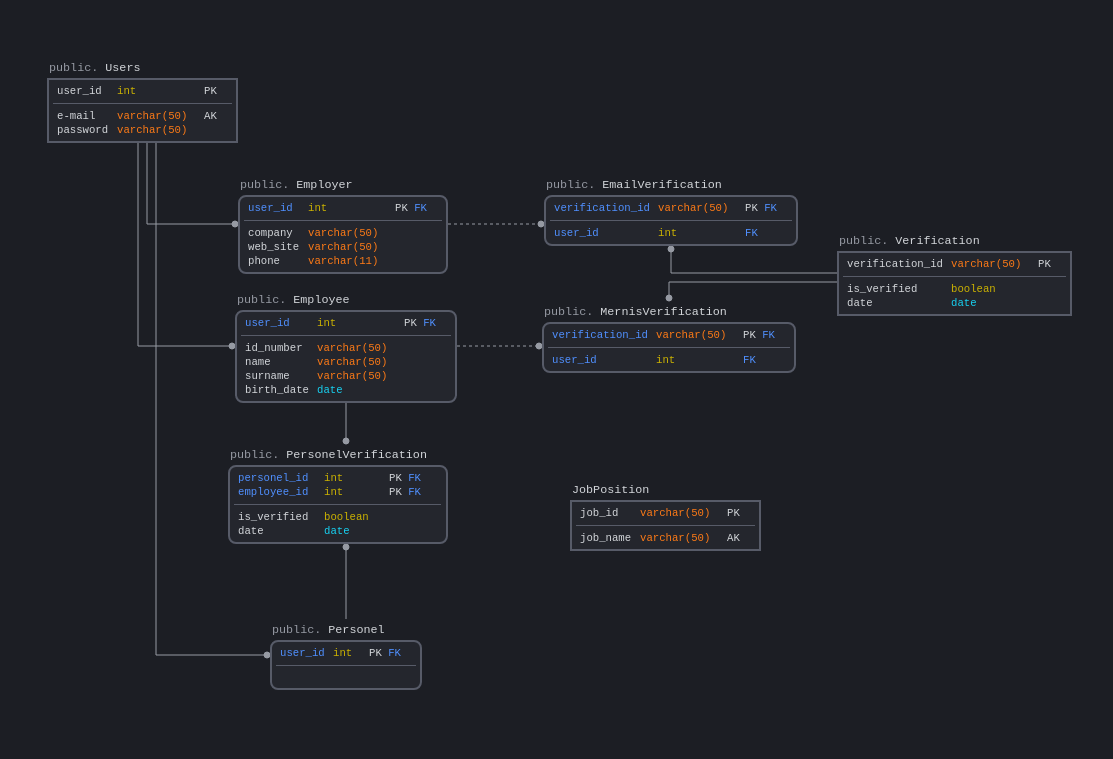 public. Users
user_id int PK
e-mail varchar(50) AK
password varchar(50)
public. Employer
user_id int PK FK
company varchar(50)
web_site varchar(50)
phone varchar(11)
public. EmailVerification
verification_id varchar(50) PK FK
user_id int FK
public. Verification
verification_id varchar(50) PK
is_verified boolean
date date
public. Employee
user_id int PK FK
id_number varchar(50)
name varchar(50)
surname varchar(50)
birth_date date
public. MernisVerification
verification_id varchar(50) PK FK
user_id int FK
public. PersonelVerification
personel_id int PK FK
employee_id int PK FK
is_verified boolean
date date
JobPosition
job_id varchar(50) PK
job_name varchar(50) AK
public. Personel
user_id int PK FK